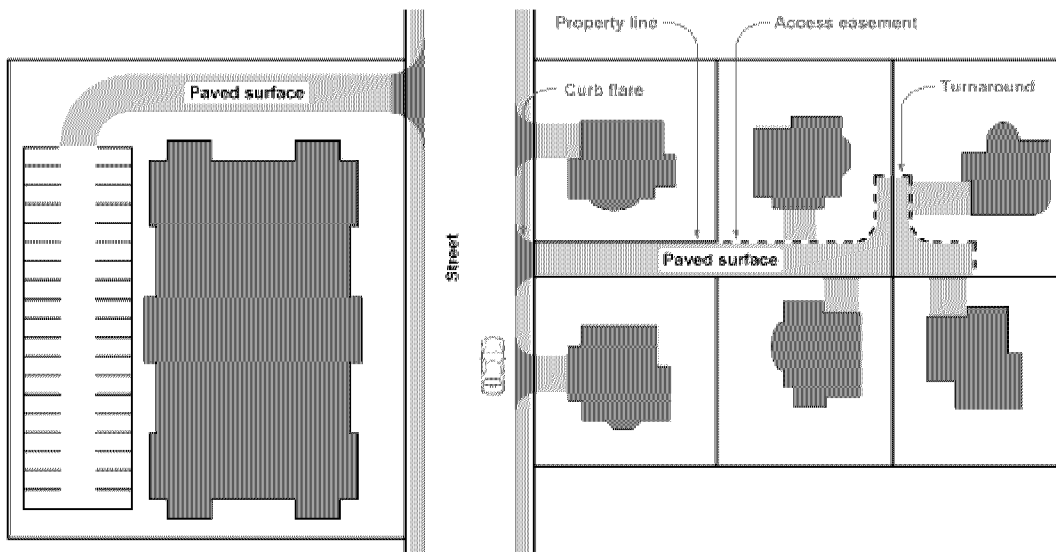 Property line
Access easement
Paved surface
Curb flare
Turnaround
Street
Paved surface